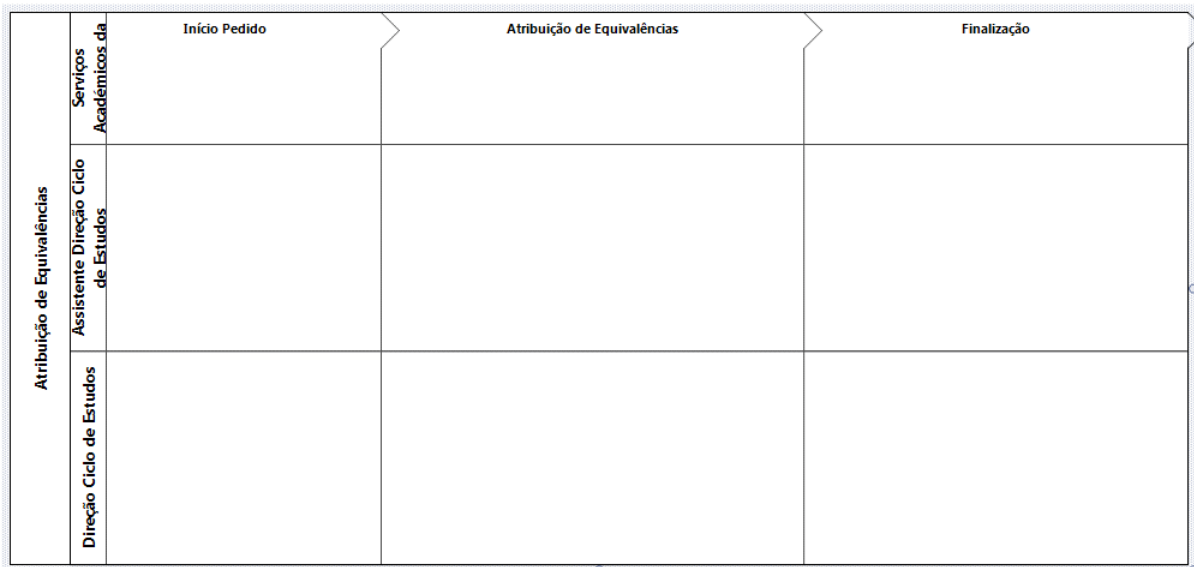 Início Pedido
Atribuição de Equivalências
Finalização
Atribuição de Equivalências
Serviços
Académicos da
Assistente Direção Ciclo
de Estudos
Direção Ciclo de Estudos